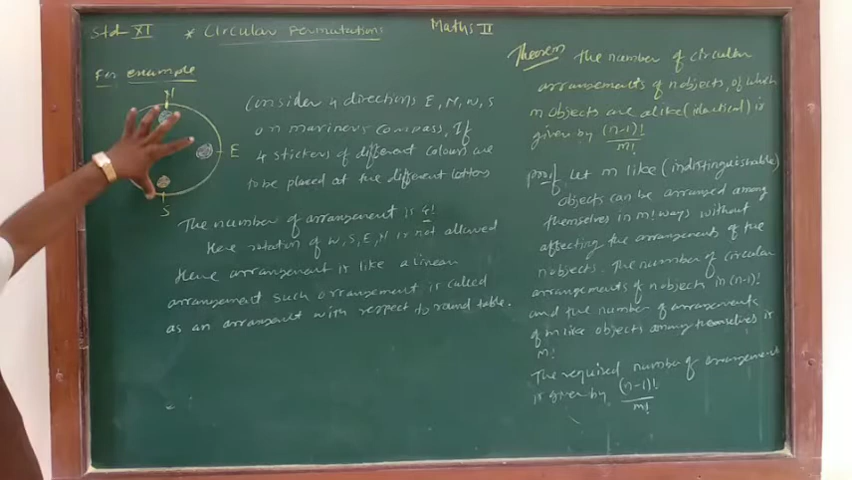 Std XI * Circular Permutations Maths II
For example
N
E
S
Consider 4 directions E, N, W, S
on mariners compass, If
4 stickers of different colours are
to be placed at the different letters
The number of arrangement is 4!
Here rotation of W, S, E, N is not allowed
Hence arrangement is like a linear
arrangement such arrangement is called
as an arrangement with respect to round table.
Theorem The number of circular
arrangements of n objects, of which
m objects are alike (identical) is
given by (n-1)!/m!
proof Let m like (indistinguishable)
objects can be arranged among
themselves in m! ways without
affecting the arrangements of the
n objects. The number of circular
arrangements of n objects is (n-1)!
and the number of arrangements
of m like objects among themselves is
m!
The required number of arrangement
is given by (n-1)!/m!